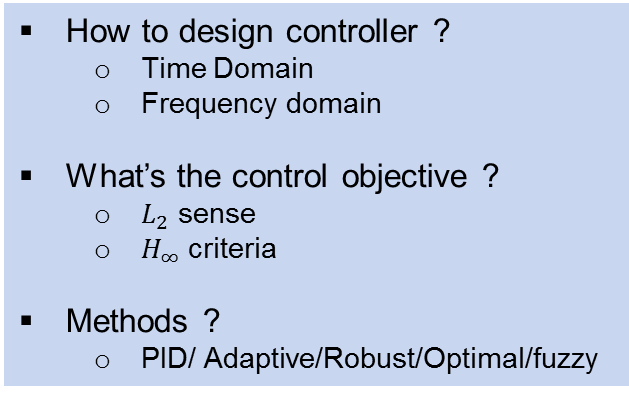 ▪ How to design controller ?
o Time Domain
o Frequency domain
▪ What's the control objective ?
o L₂ sense
o H∞ criteria
▪ Methods ?
o PID/ Adaptive/Robust/Optimal/fuzzy